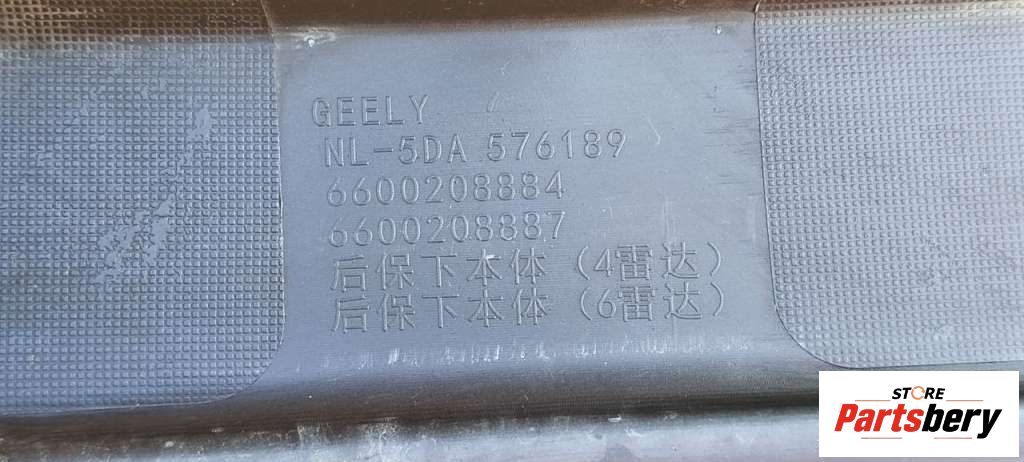 GEELY
NL-5DA 576189
6600208884
6600208887
后保下本体（4雷达）
后保下本体（6雷达）
STORE
Partsbery